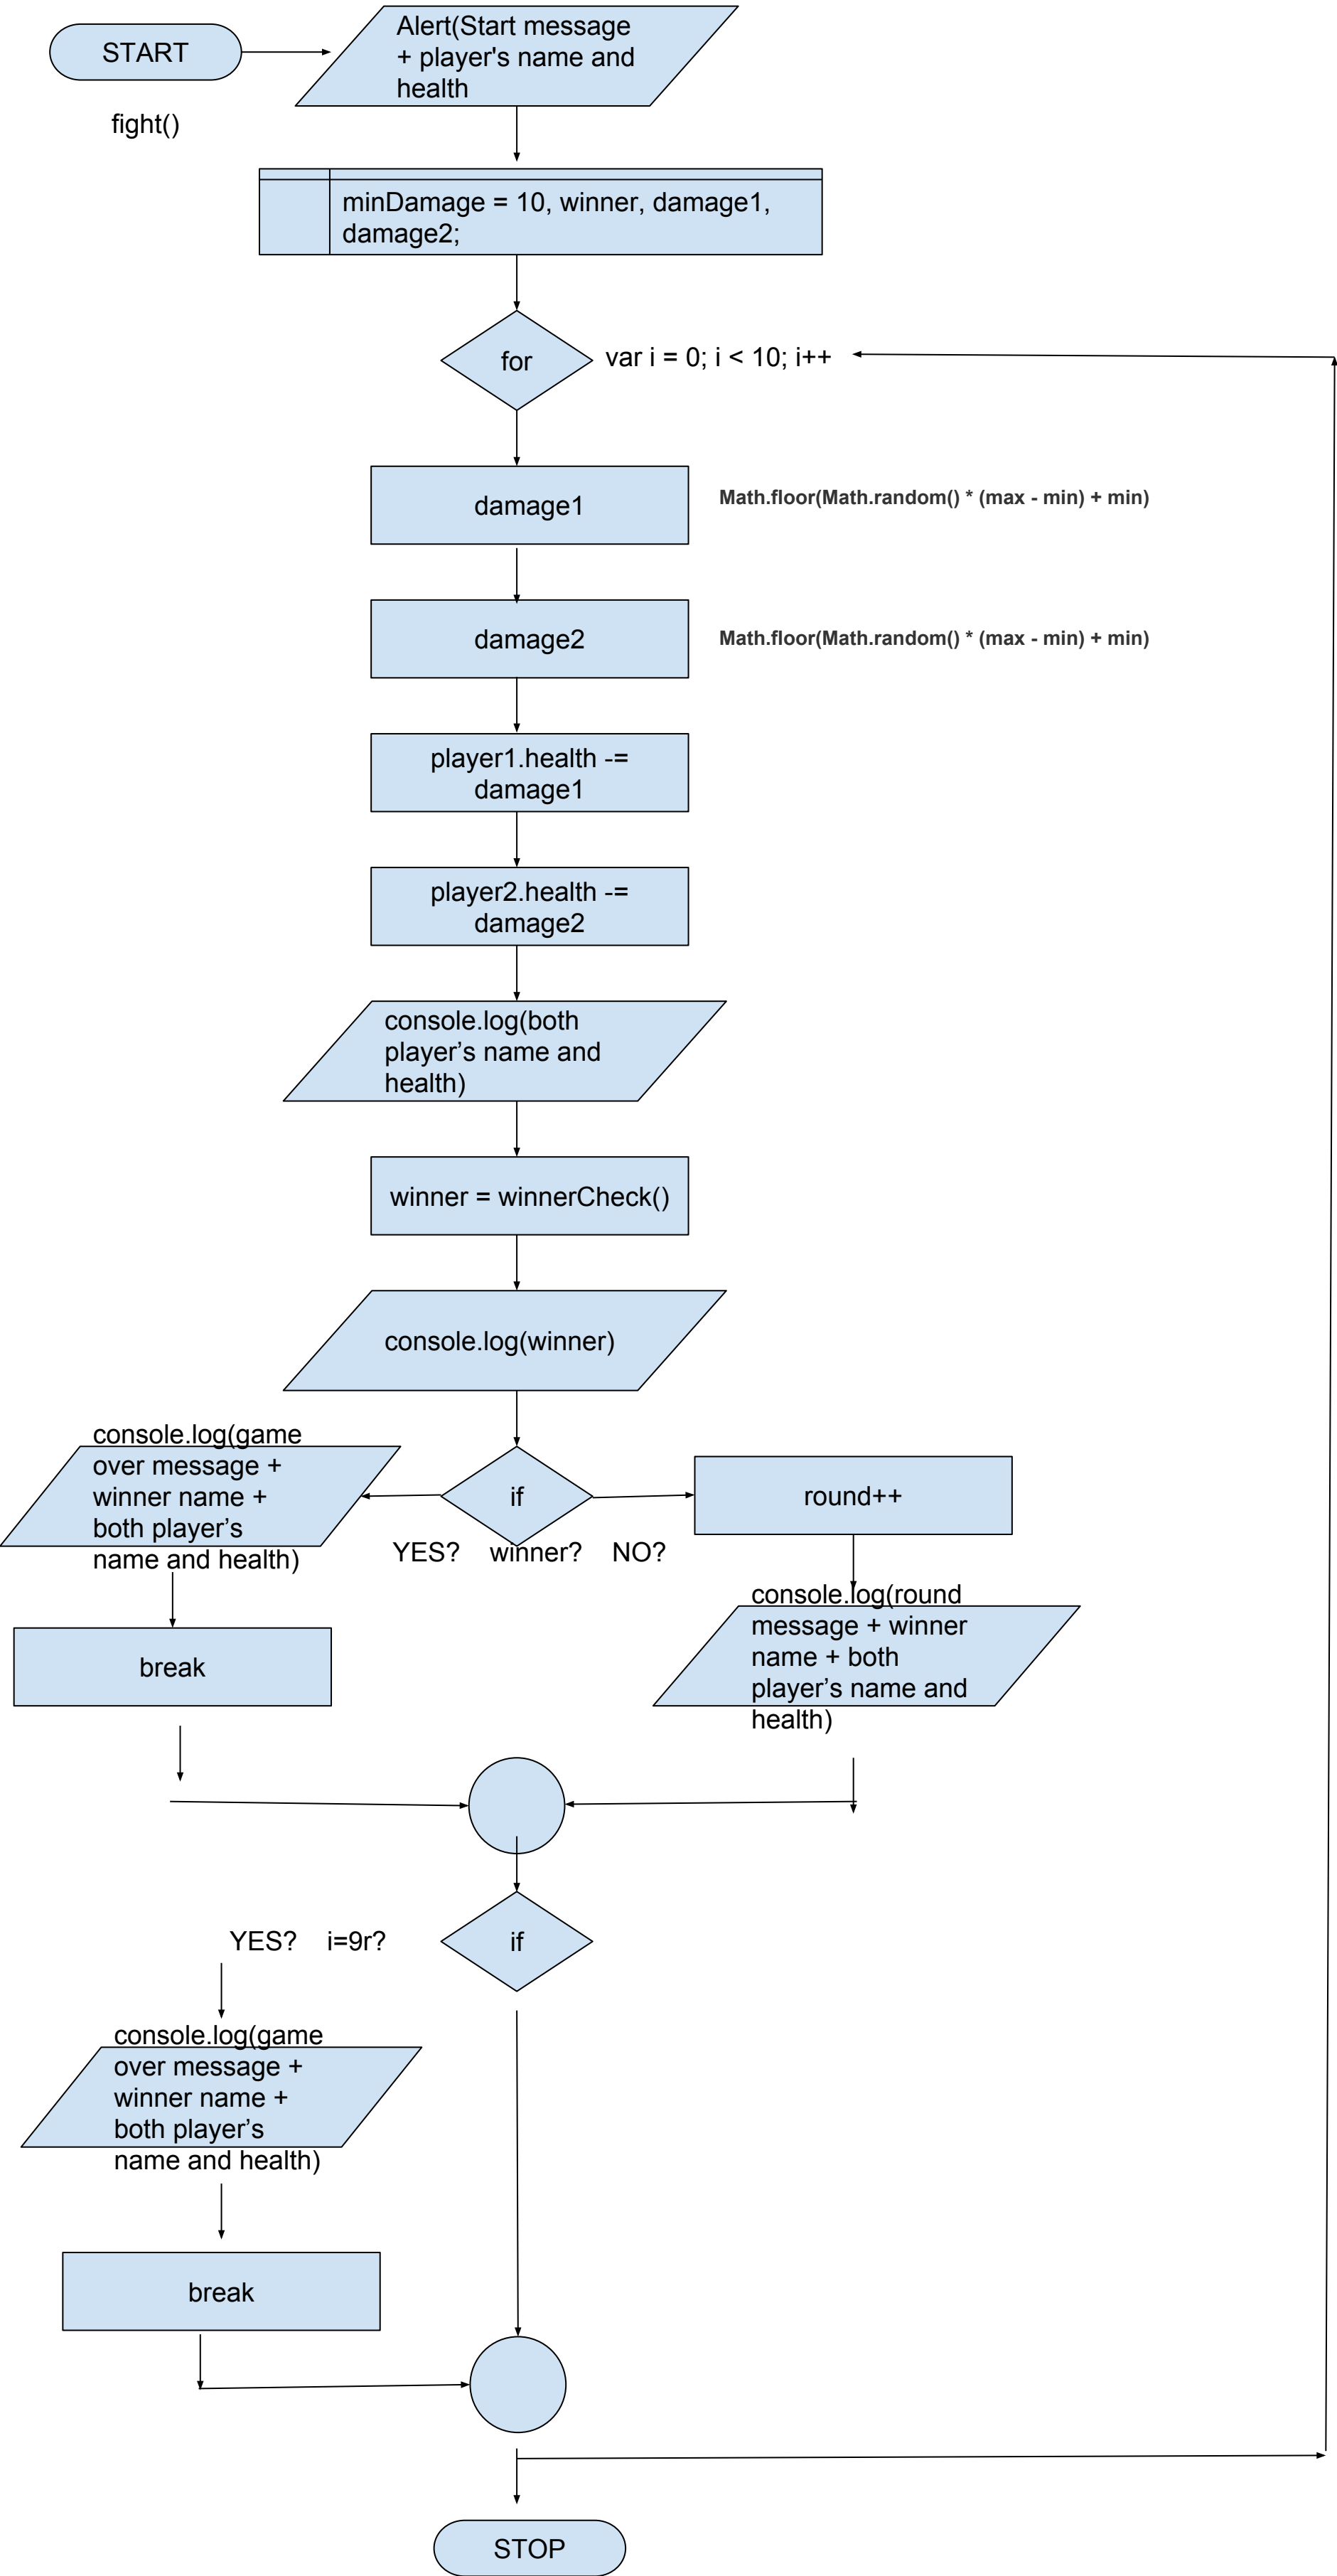 START
Alert(Start message
+ player's name and
health
fight()
minDamage = 10, winner, damage1,
damage2;
for
var i = 0; i < 10; i++
damage1
Math.floor(Math.random() * (max - min) + min)
damage2
Math.floor(Math.random() * (max - min) + min)
player1.health -=
damage1
player2.health -=
damage2
console.log(both
player’s name and
health)
winner = winnerCheck()
console.log(winner)
console.log(game
over message +
winner name +
both player’s
name and health)
if
YES? winner? NO?
round++
console.log(round
message + winner
name + both
player’s name and
health)
break
if
YES? i=9r?
console.log(game
over message +
winner name +
both player’s
name and health)
break
STOP